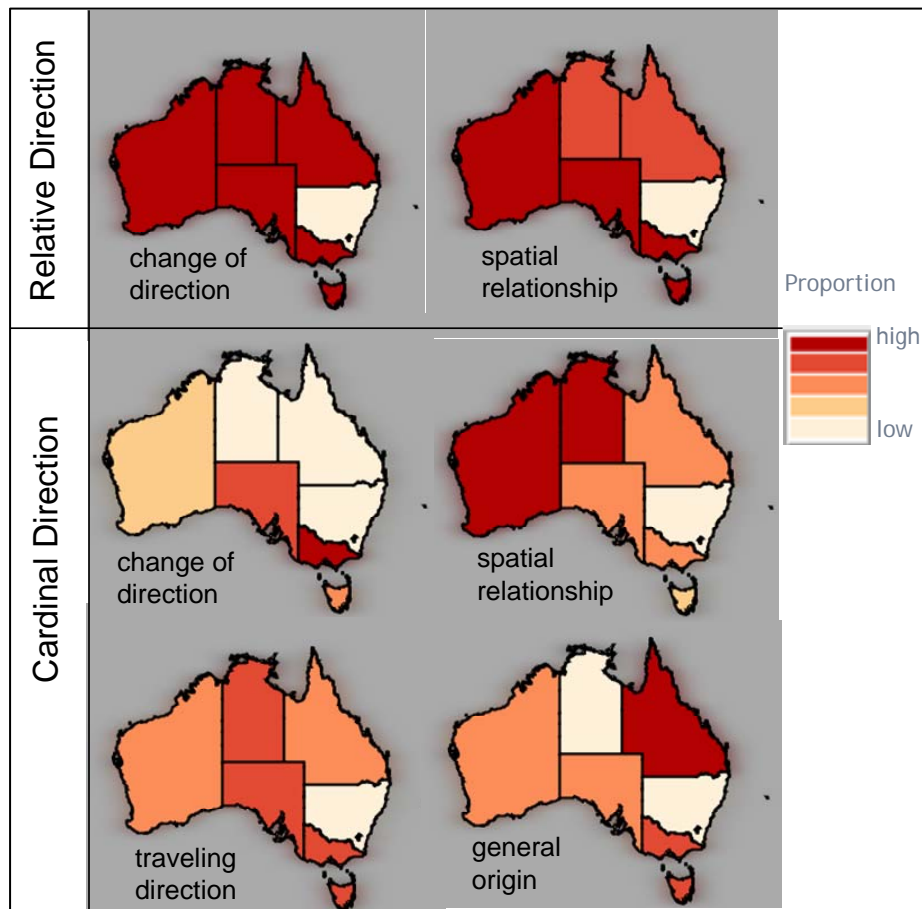 Relative Direction
change of
direction
spatial
relationship
Proportion
high
low
Cardinal Direction
change of
direction
spatial
relationship
traveling
direction
general
origin